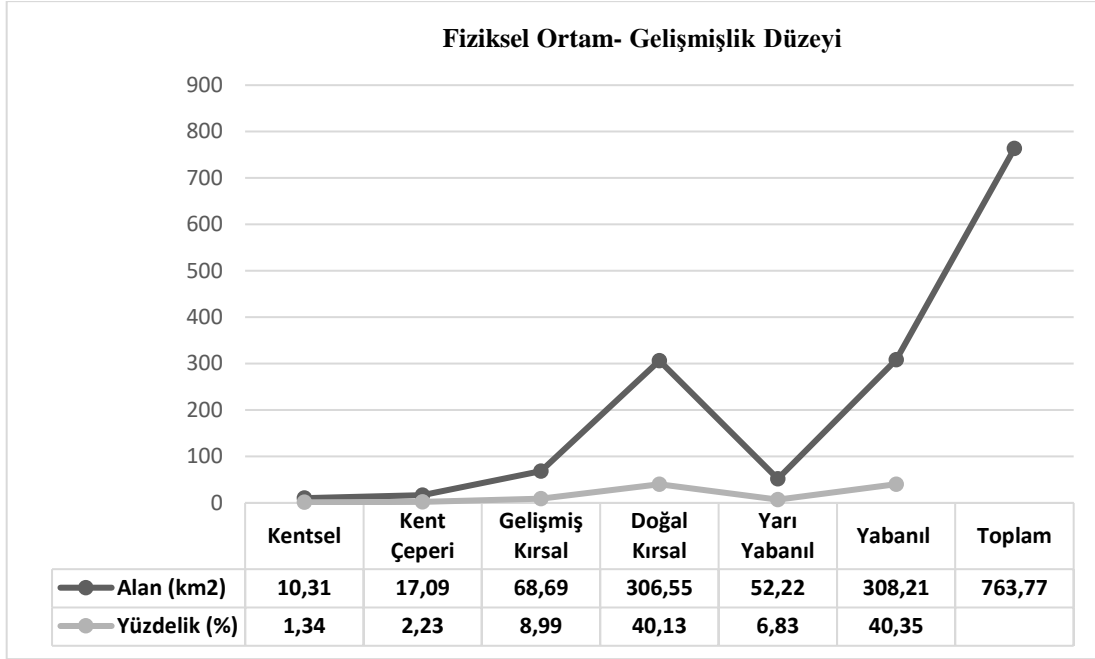 Fiziksel Ortam- Gelişmişlik Düzeyi
900
800
700
600
500
400
300
200
100
0
Kentsel Kent Çeperi Gelişmiş Kırsal Doğal Kırsal Yarı Yabanıl Yabanıl Toplam
Alan (km2) 10,31 17,09 68,69 306,55 52,22 308,21 763,77
Yüzdelik (%) 1,34 2,23 8,99 40,13 6,83 40,35